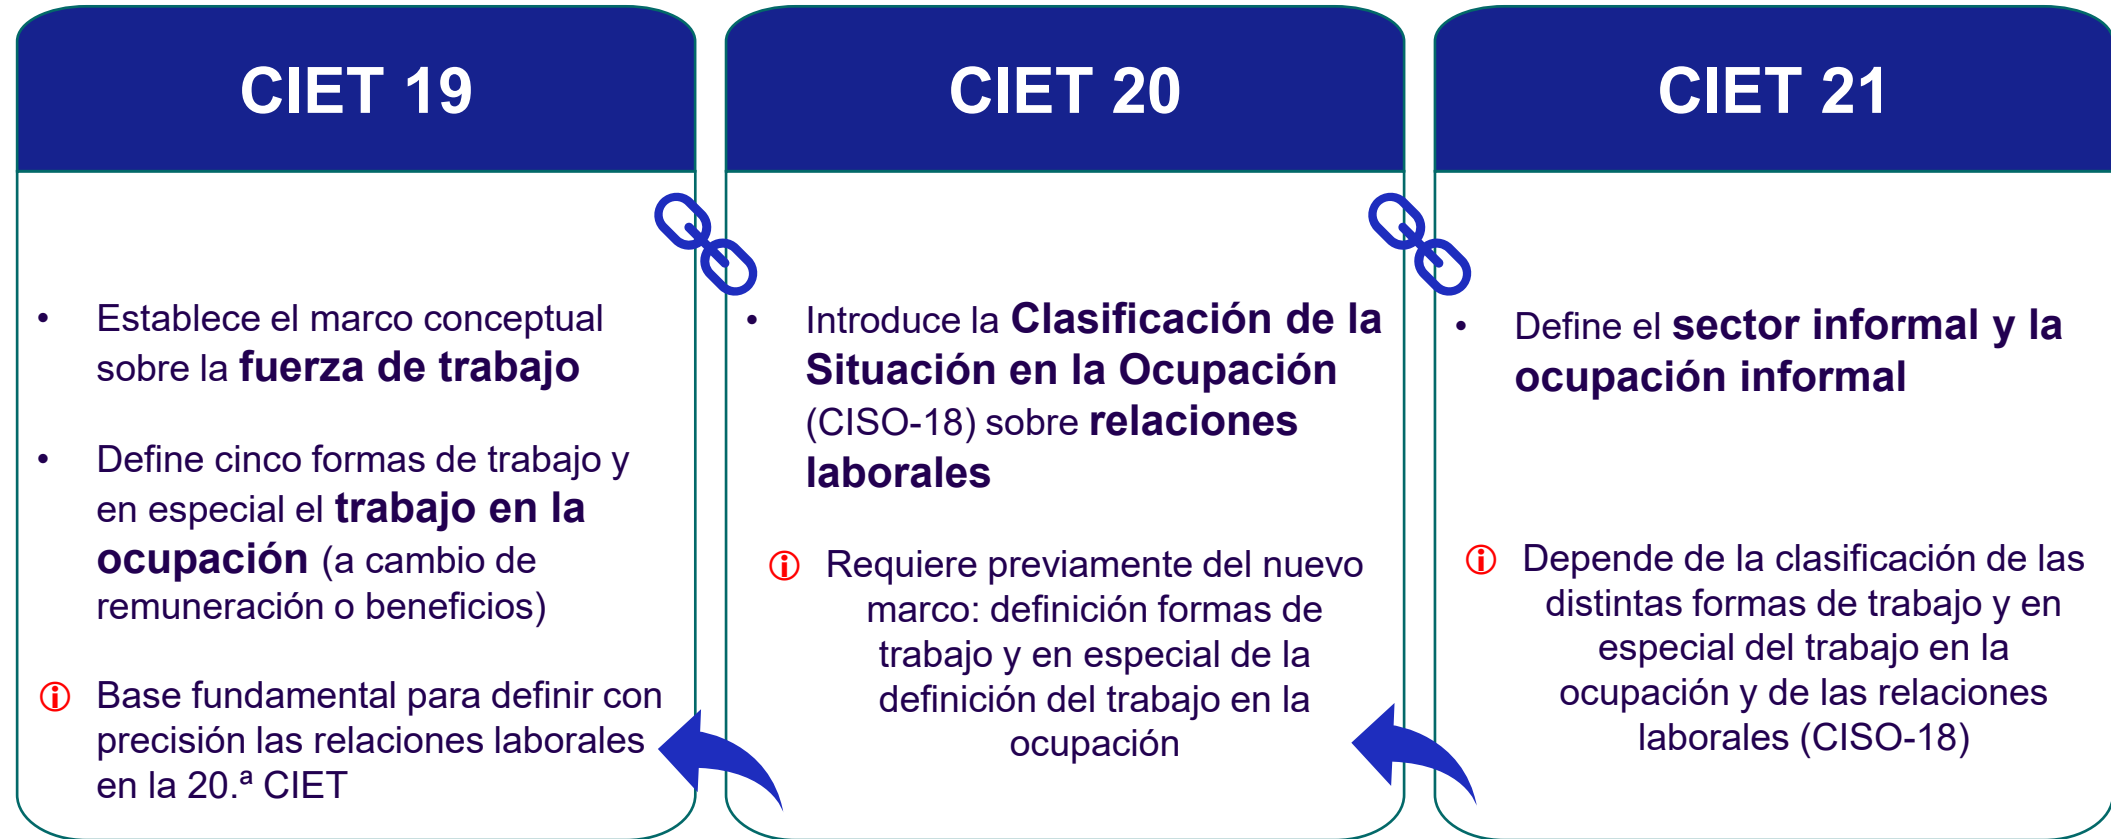 CIET 19
• Establece el marco conceptual
sobre la fuerza de trabajo
• Define cinco formas de trabajo y
en especial el trabajo en la
ocupación (a cambio de
remuneración o beneficios)
Base fundamental para definir con
precisión las relaciones laborales
en la 20.ª CIET
CIET 20
• Introduce la Clasificación de la
Situación en la Ocupación
(CISO-18) sobre relaciones
laborales
Requiere previamente del nuevo
marco: definición formas de
trabajo y en especial de la
definición del trabajo en la
ocupación
CIET 21
• Define el sector informal y la
ocupación informal
Depende de la clasificación de las
distintas formas de trabajo y en
especial del trabajo en la
ocupación y de las relaciones
laborales (CISO-18)